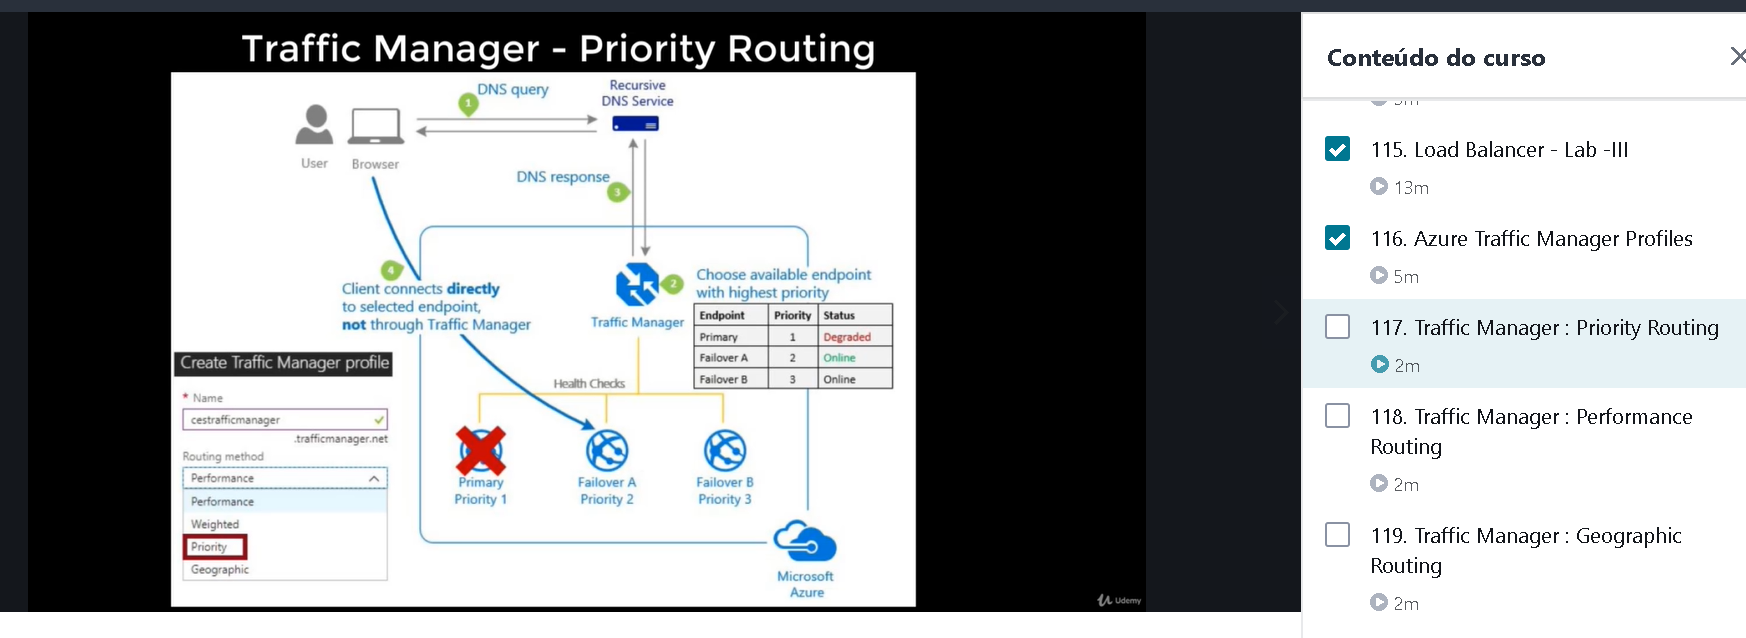 Traffic Manager - Priority Routing
DNS query
1
Recursive
DNS Service
User
Browser
DNS response
3
4
Client connects directly
to selected endpoint,
not through Traffic Manager
2
Traffic Manager
Choose available endpoint
with highest priority
Endpoint Priority Status
Primary 1 Degraded
Failover A 2 Online
Failover B 3 Online
Health Checks
Primary
Priority 1
Failover A
Priority 2
Failover B
Priority 3
Microsoft
Azure
Create Traffic Manager profile
* Name
cestrafficmanager
.trafficmanager.net
Routing method
Performance
Performance
Weighted
Priority
Geographic
Udemy
Conteúdo do curso
115. Load Balancer - Lab -III
13m
116. Azure Traffic Manager Profiles
5m
117. Traffic Manager : Priority Routing
2m
118. Traffic Manager : Performance
Routing
2m
119. Traffic Manager : Geographic
Routing
2m